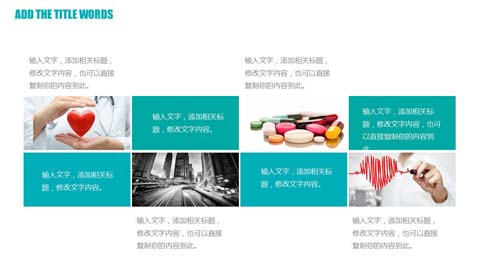 ADD THE TITLE WORDS
输入文字，添加相关标题，
修改文字内容，也可以直接
复制你的内容到此。
输入文字，添加相关标题，
修改文字内容，也可以直接
复制你的内容到此。
输入文字，添加相关标
题，修改文字内容。
输入文字，添加相关标
题，修改文字内容，也可
以直接复制你的内容到
此。
输入文字，添加相关标
题，修改文字内容。
输入文字，添加相关标
题，修改文字内容。
输入文字，添加相关标题，
修改文字内容，也可以直接
复制你的内容到此。
输入文字，添加相关标题，
修改文字内容，也可以直接
复制你的内容到此。